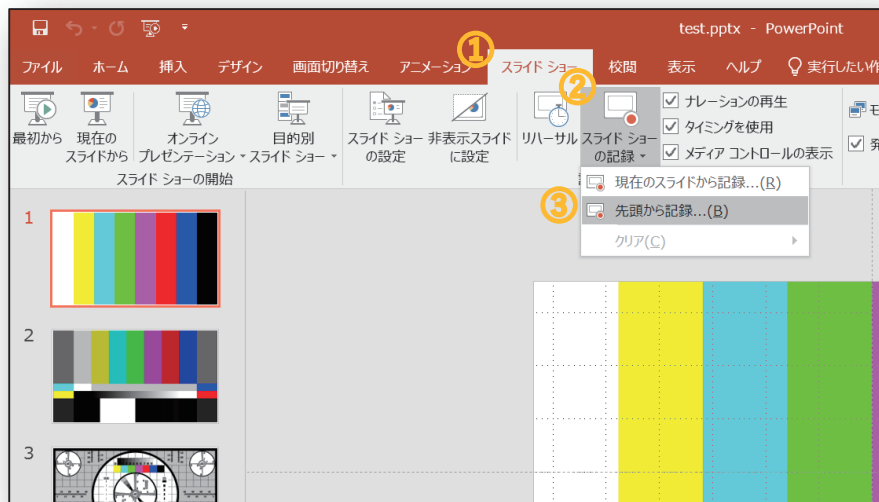 test.pptx - PowerPoint
①
ファイル ホーム 挿入 デザイン 画面切り替え アニメーション スライド ショー 校閲 表示 ヘルプ 実行したい作
②
最初から
現在の
スライドから
オンライン
プレゼンテーション
目的別
スライド ショー
スライド ショー
の設定
非表示スライド
に設定
リハーサル
スライド ショー
の記録
ナレーションの再生
タイミングを使用
メディア コントロールの表示
モ
発
スライド ショーの開始
③
現在のスライドから記録...(R)
先頭から記録...(B)
クリア(C)
1
2
3